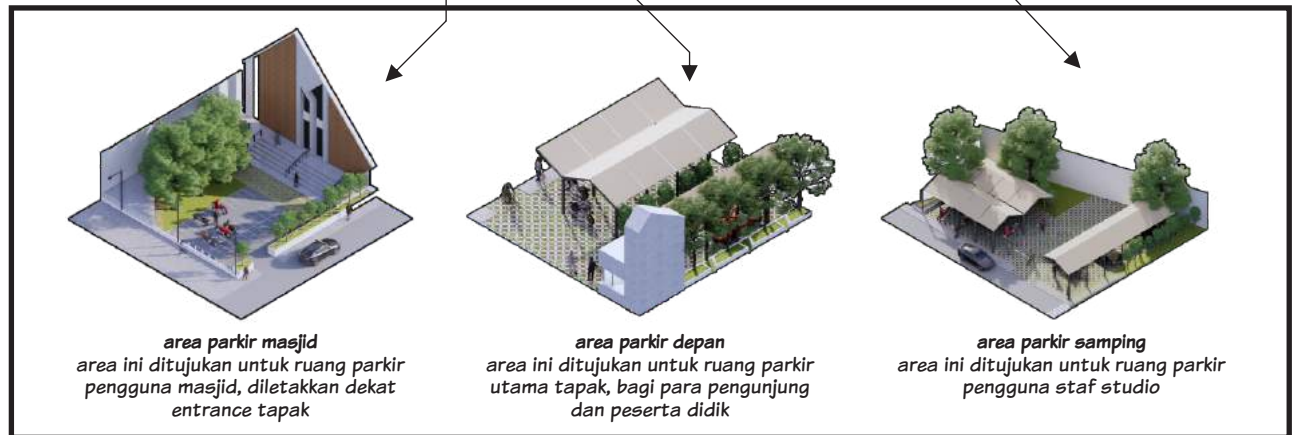 area parkir masjid
area ini ditujukan untuk ruang parkir
pengguna masjid, diletakkan dekat
entrance tapak
area parkir depan
area ini ditujukan untuk ruang parkir
utama tapak, bagi para pengunjung
dan peserta didik
area parkir samping
area ini ditujukan untuk ruang parkir
pengguna staf studio